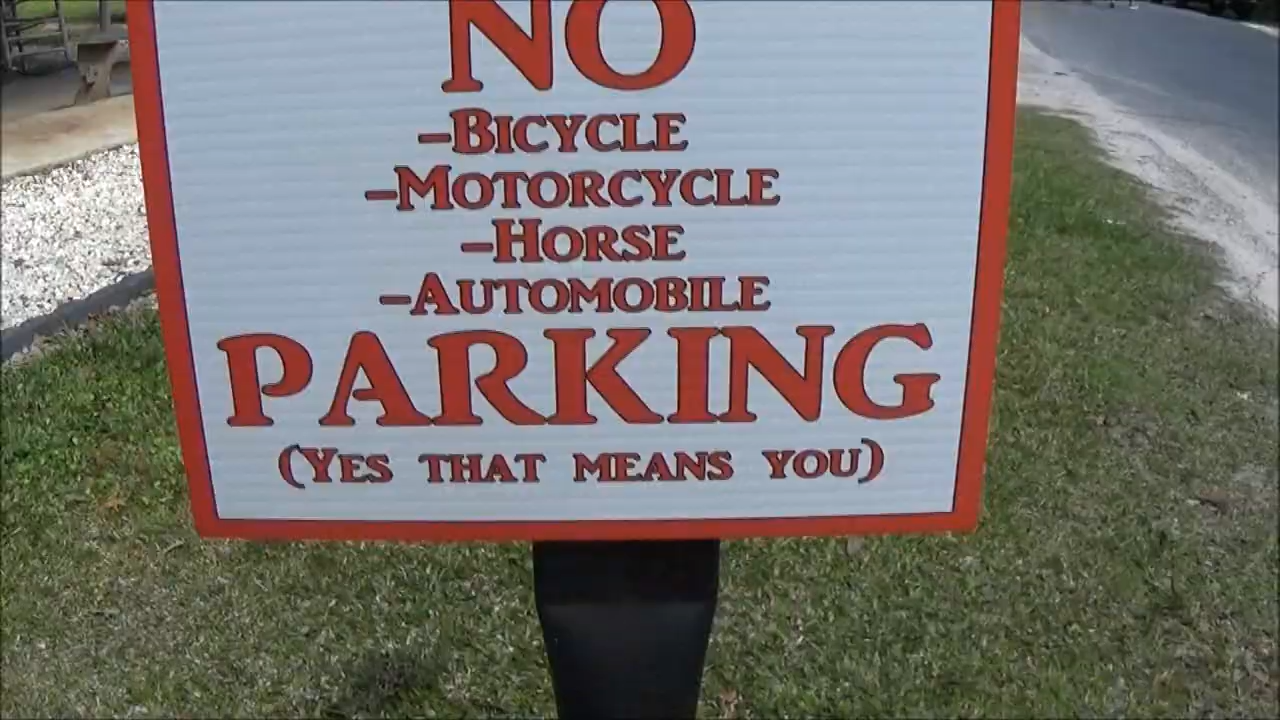 NO
-BICYCLE
-MOTORCYCLE
-HORSE
-AUTOMOBILE
PARKING
(YES THAT MEANS YOU)